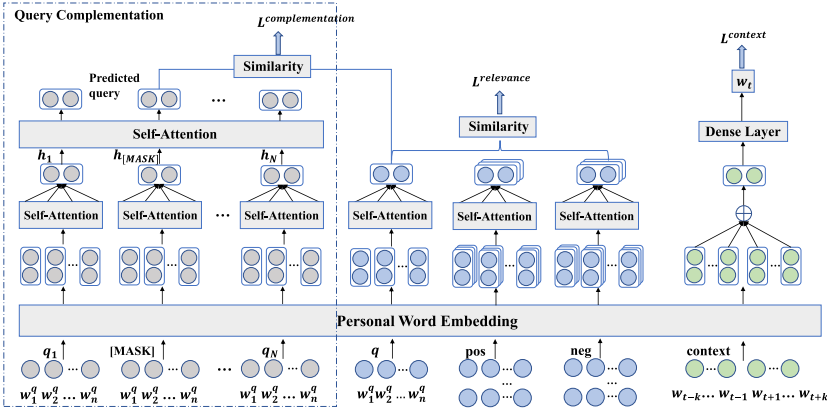 Query Complementation
L^{complementation}
L^{context}
Similarity
Predicted query
L^{relevance}
w_t
...
Self-Attention
Similarity
Dense Layer
h_1
h_{[MASK]}
h_N
Self-Attention
Self-Attention
...
Self-Attention
Self-Attention
Self-Attention
Self-Attention
... ... ... ... ... ... ... ...
Personal Word Embedding
q_1
[MASK]
q_N
q
pos
neg
context
... ... ... ... ... ... ... ... ...
... ...
w_1^q w_2^q ... w_n^q
w_1^q w_2^q ... w_n^q
...
w_1^q w_2^q ... w_n^q
w_1^q w_2^q ... w_n^q
... ...
w_{t-k} ... w_{t-1} w_{t+1} ... w_{t+k}